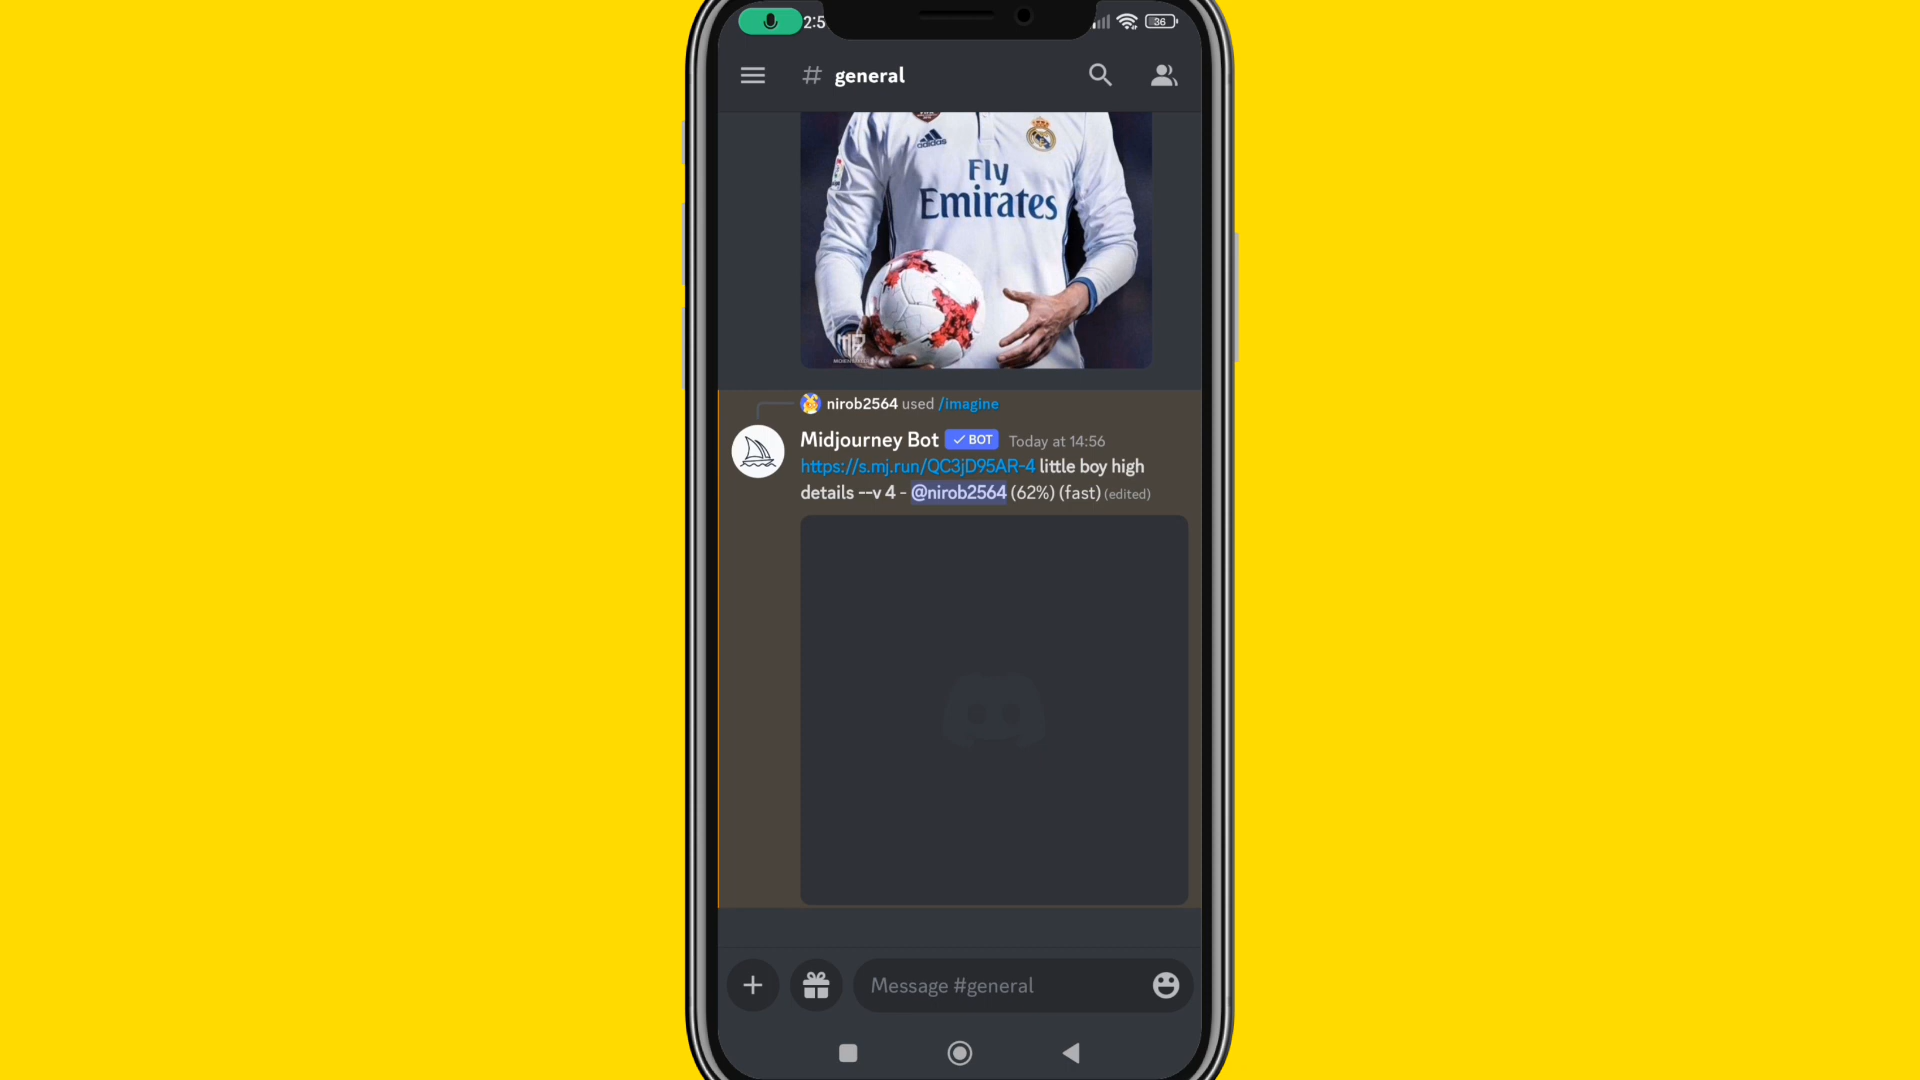 2:5
36
# general
adidas
Fly
Emirates
nirob2564 used /imagine
Midjourney Bot ✓ BOT Today at 14:56
https://s.mj.run/QC3jD95AR-4 little boy high
details --v 4 - @nirob2564 (62%) (fast) (edited)
Message #general